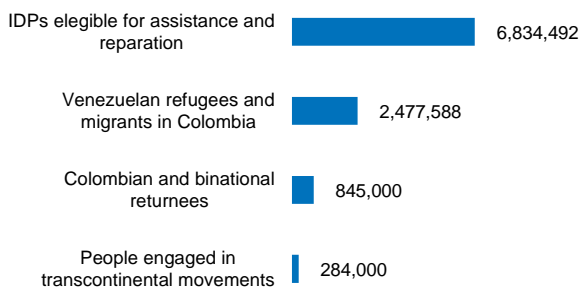 IDPs elegible for assistance and
reparation
6,834,492
Venezuelan refugees and
migrants in Colombia
2,477,588
Colombian and binational
returnees
845,000
People engaged in
transcontinental movements
284,000